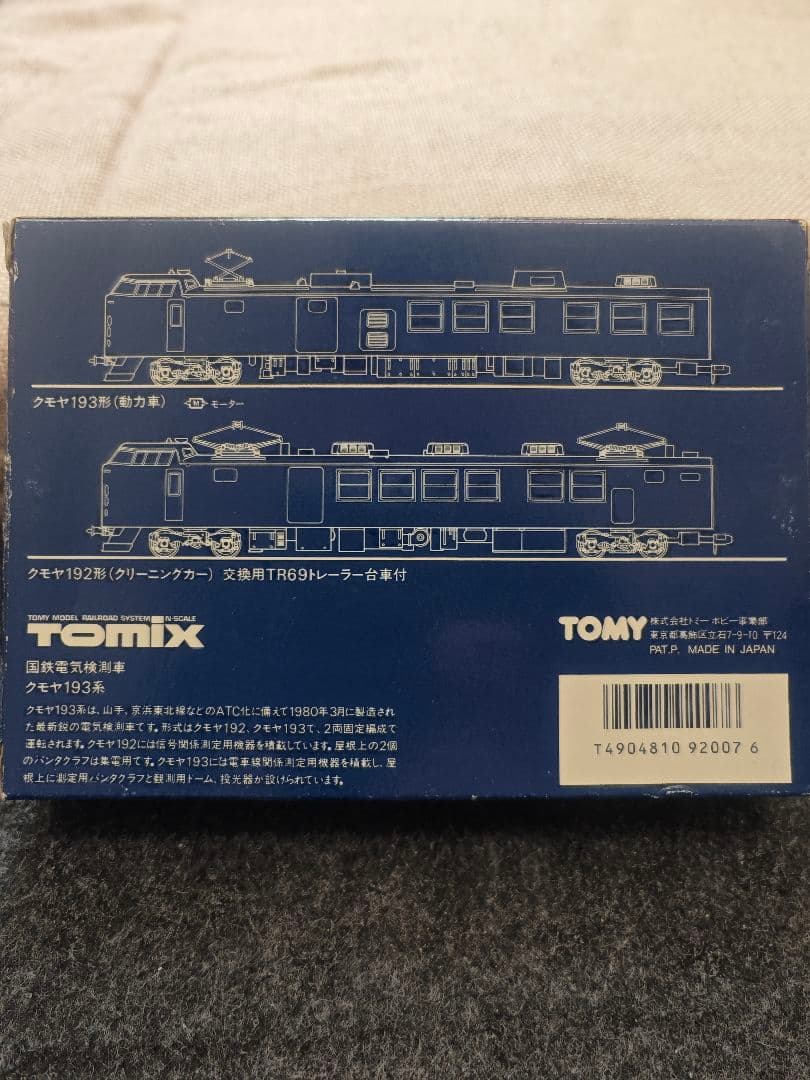 クモヤ193形(動力車) M モーター
クモヤ192形(クリーニングカー) 交換用TR69トレーラー台車付
TOMY MODEL RAILROAD SYSTEM N-SCALE
TOMIX
国鉄電気検測車
クモヤ193系
クモヤ193系は、山手、京浜東北線などのATC化に備えて1980年3月に製造され
た最新鋭の電気検測車です。形式はクモヤ192、クモヤ193で、2両固定編成で
運転されます。クモヤ192には信号関係測定用機器を積載しています。屋根上の2個
のパンタグラフは集電用です。クモヤ193には電車線関係測定用機器を積載し、屋
根上に測定用パンタグラフと観測用ドーム、投光器が設けられています。
TOMY 株式会社トミー ホビー事業部
東京都葛飾区立石7-9-10 〒124
PAT.P. MADE IN JAPAN
T4904810 92007 6